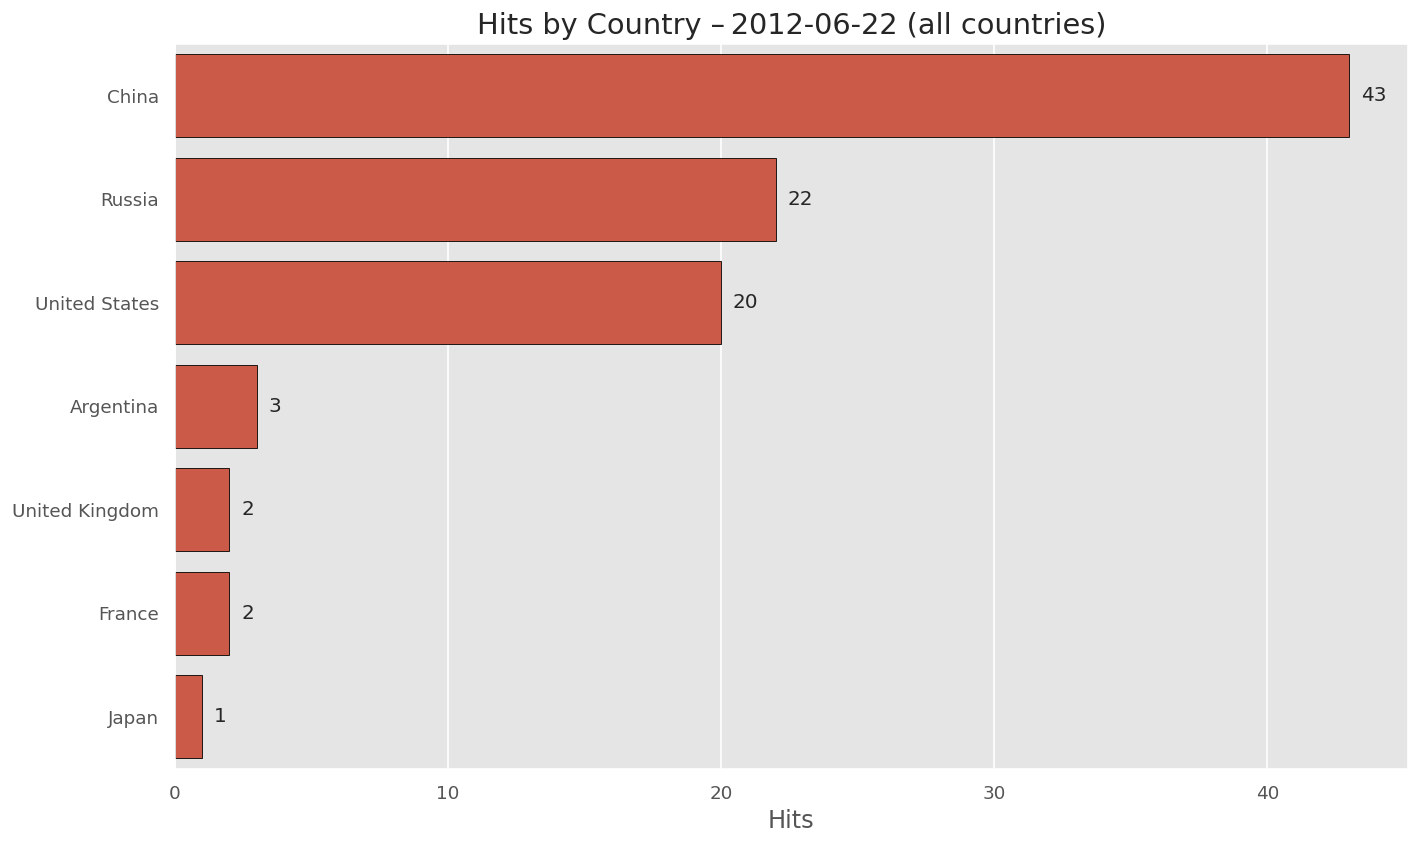 Hits by Country – 2012-06-22 (all countries)
China 43
Russia 22
United States 20
Argentina 3
United Kingdom 2
France 2
Japan 1
0 10 20 30 40
Hits